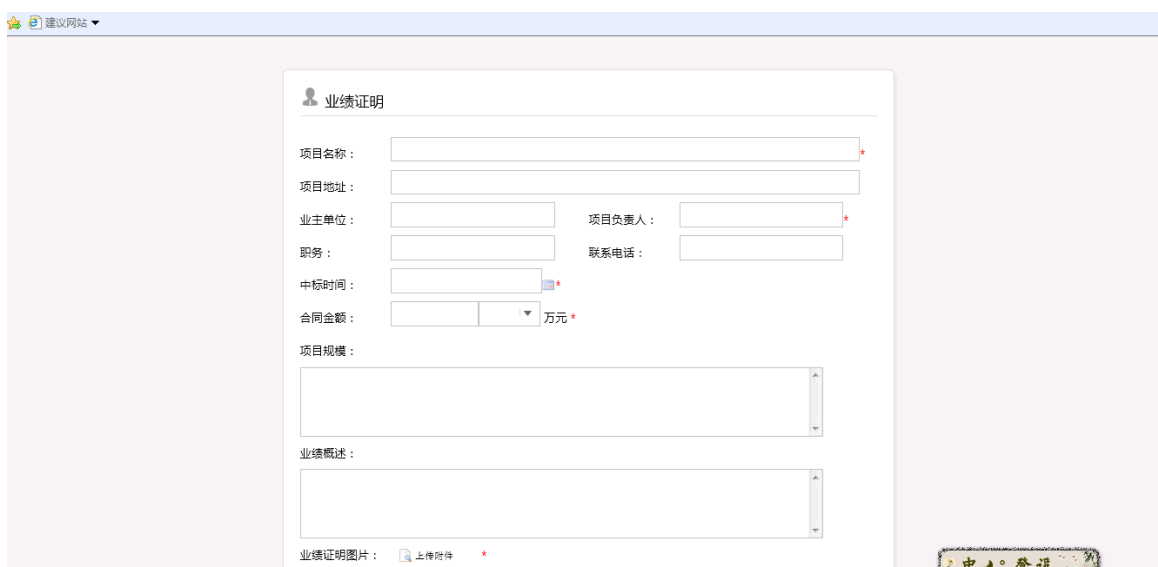 建议网站
业绩证明
项目名称： *
项目地址：
业主单位： 项目负责人： *
职务： 联系电话：
中标时间： *
合同金额： 万元 *
项目规模：
业绩概述：
业绩证明图片： 上传附件 *